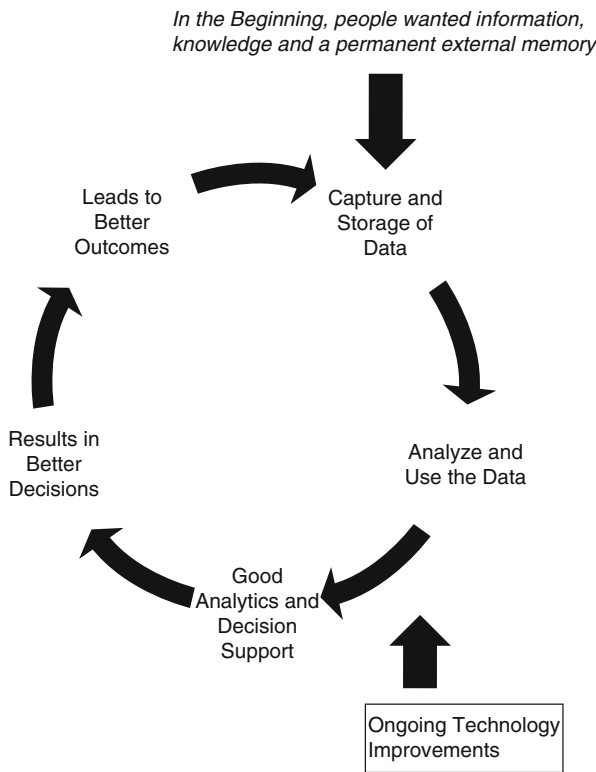 In the Beginning, people wanted information,
knowledge and a permanent external memory
Leads to
Better
Outcomes
Capture and
Storage of
Data
Results in
Better
Decisions
Analyze and
Use the Data
Good
Analytics and
Decision
Support
Ongoing Technology
Improvements